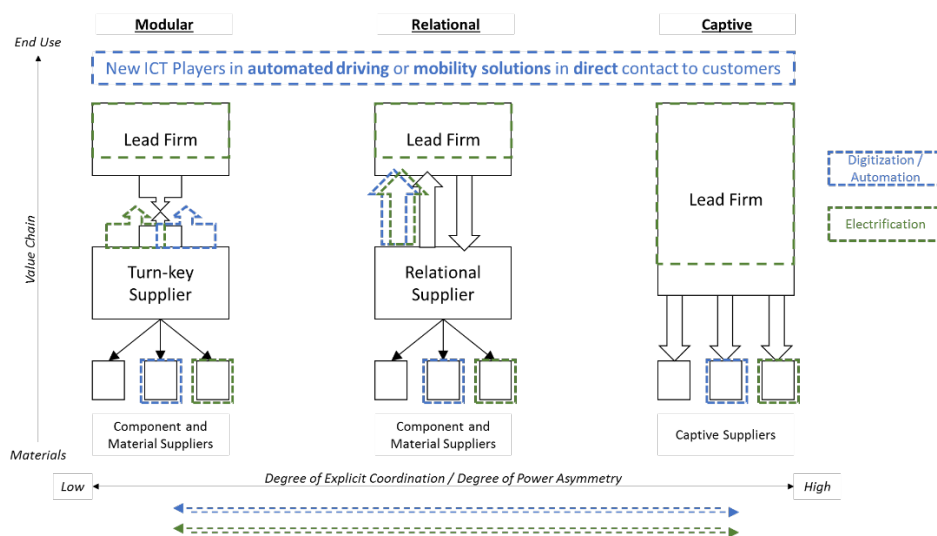 Modular
Relational
Captive
End Use
New ICT Players in automated driving or mobility solutions in direct contact to customers
Lead Firm
Lead Firm
Lead Firm
Digitization /
Automation
Electrification
Value Chain
Turn-key
Supplier
Relational
Supplier
Component and
Material Suppliers
Component and
Material Suppliers
Captive Suppliers
Materials
Degree of Explicit Coordination / Degree of Power Asymmetry
Low
High